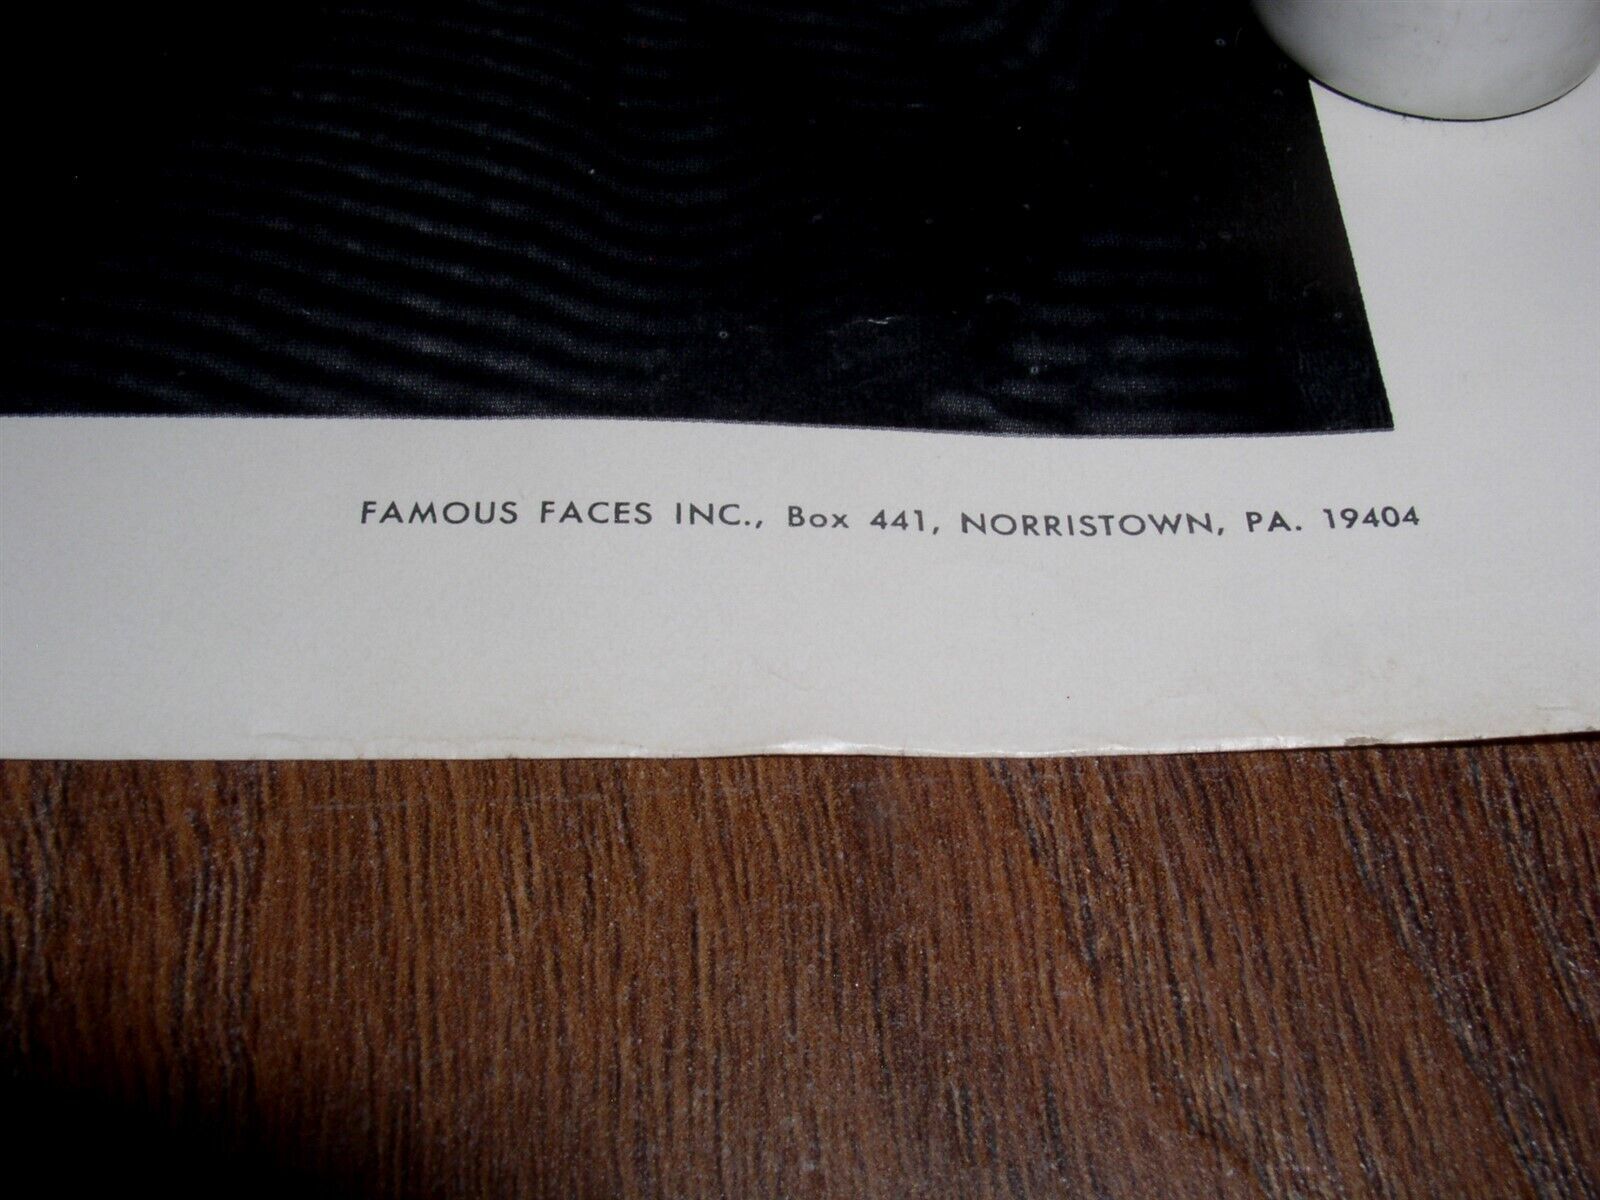 FAMOUS FACES INC., Box 441, NORRISTOWN, PA. 19404